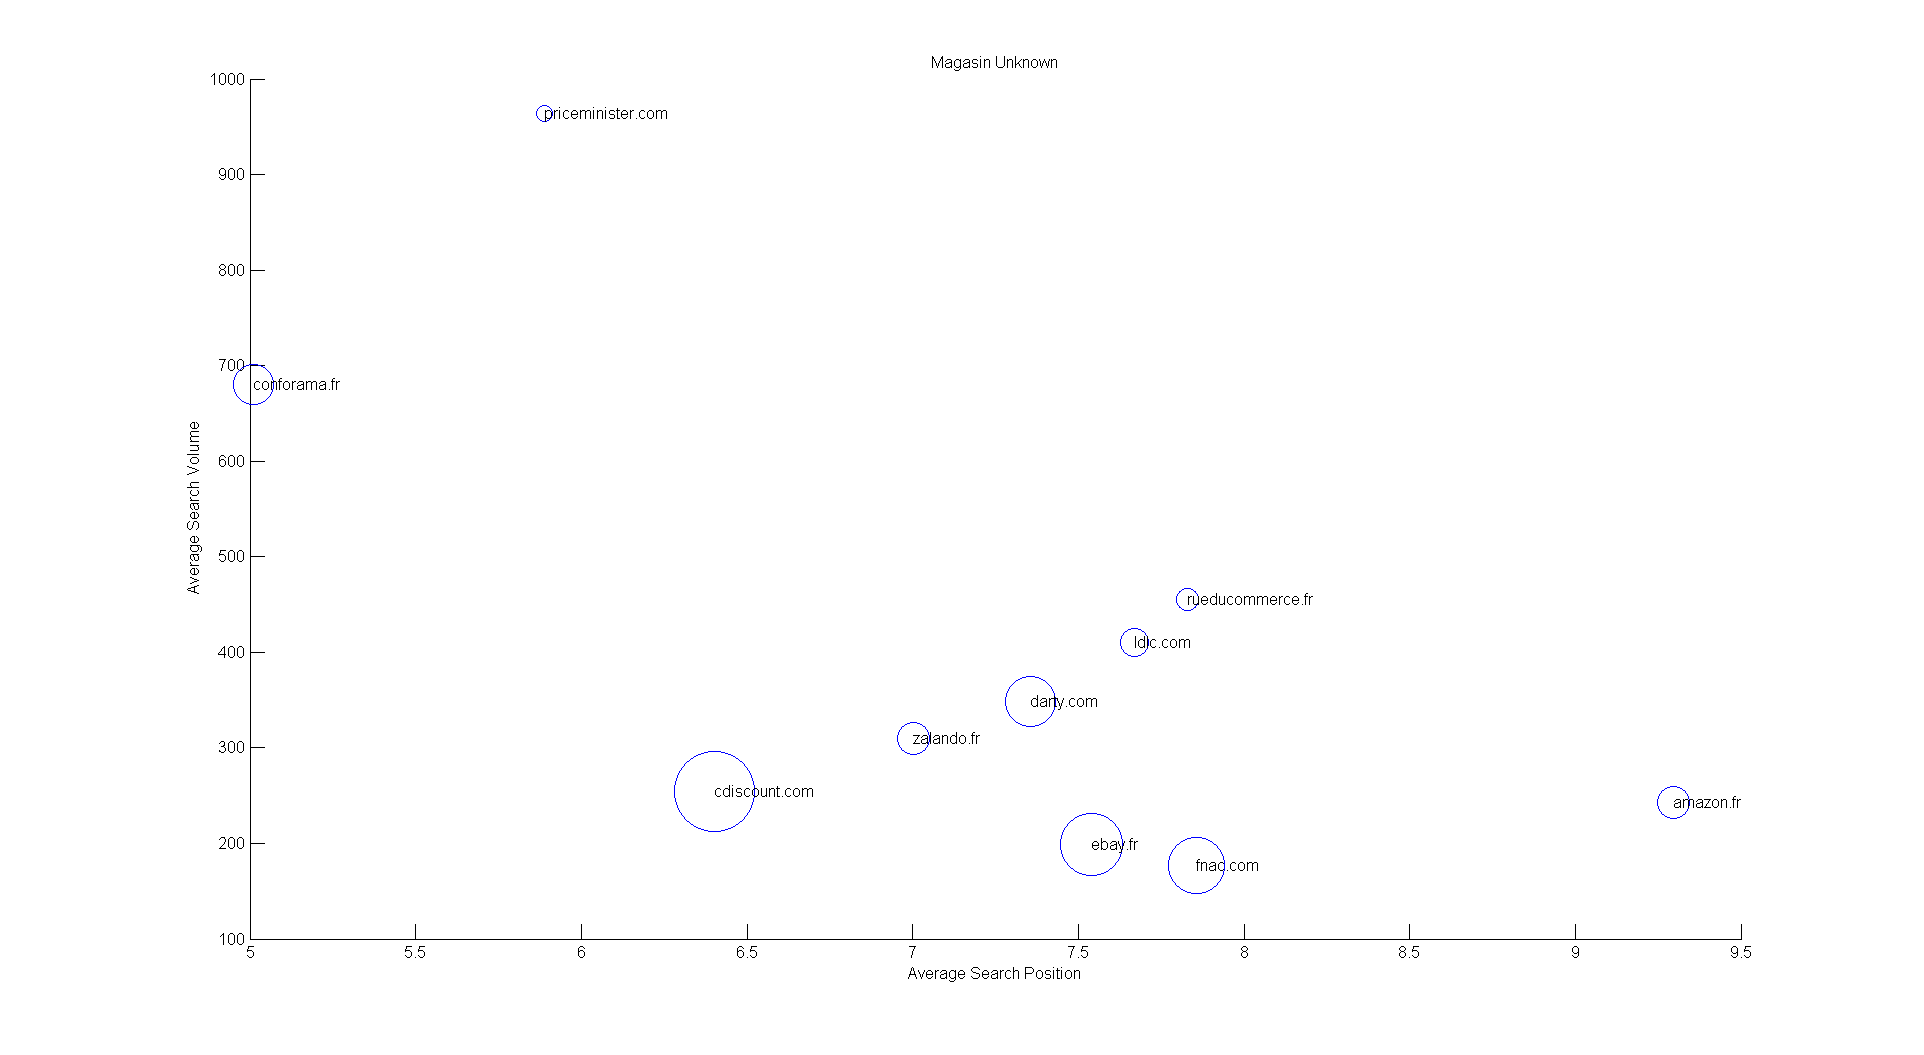 Magasin Unknown
1000
priceminister.com
900
800
700
conforama.fr
Average Search Volume
600
500
rueducommerce.fr
ldlc.com
400
darty.com
zalando.fr
300
cdiscount.com
amazon.fr
200
ebay.fr
fnac.com
100
5 5.5 6 6.5 7 7.5 8 8.5 9 9.5
Average Search Position